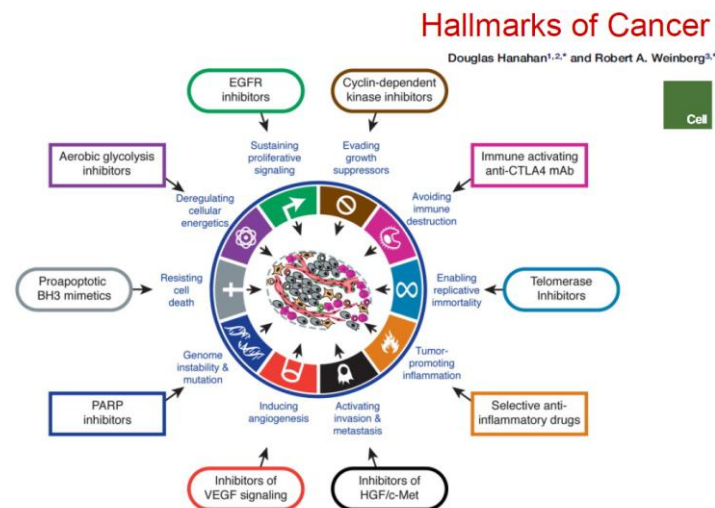 Hallmarks of Cancer
Douglas Hanahan1,2,* and Robert A. Weinberg3,*
Cell
EGFR
inhibitors
Cyclin-dependent
kinase inhibitors
Sustaining
proliferative
signaling
Evading
growth
suppressors
Aerobic glycolysis
inhibitors
Immune activating
anti-CTLA4 mAb
Deregulating
cellular
energetics
Avoiding
immune
destruction
Proapoptotic
BH3 mimetics
Resisting
cell
death
Enabling
replicative
immortality
Telomerase
Inhibitors
Genome
instability &
mutation
Tumor-
promoting
inflammation
PARP
inhibitors
Inducing
angiogenesis
Activating
invasion &
metastasis
Selective anti-
inflammatory drugs
Inhibitors of
VEGF signaling
Inhibitors of
HGF/c-Met